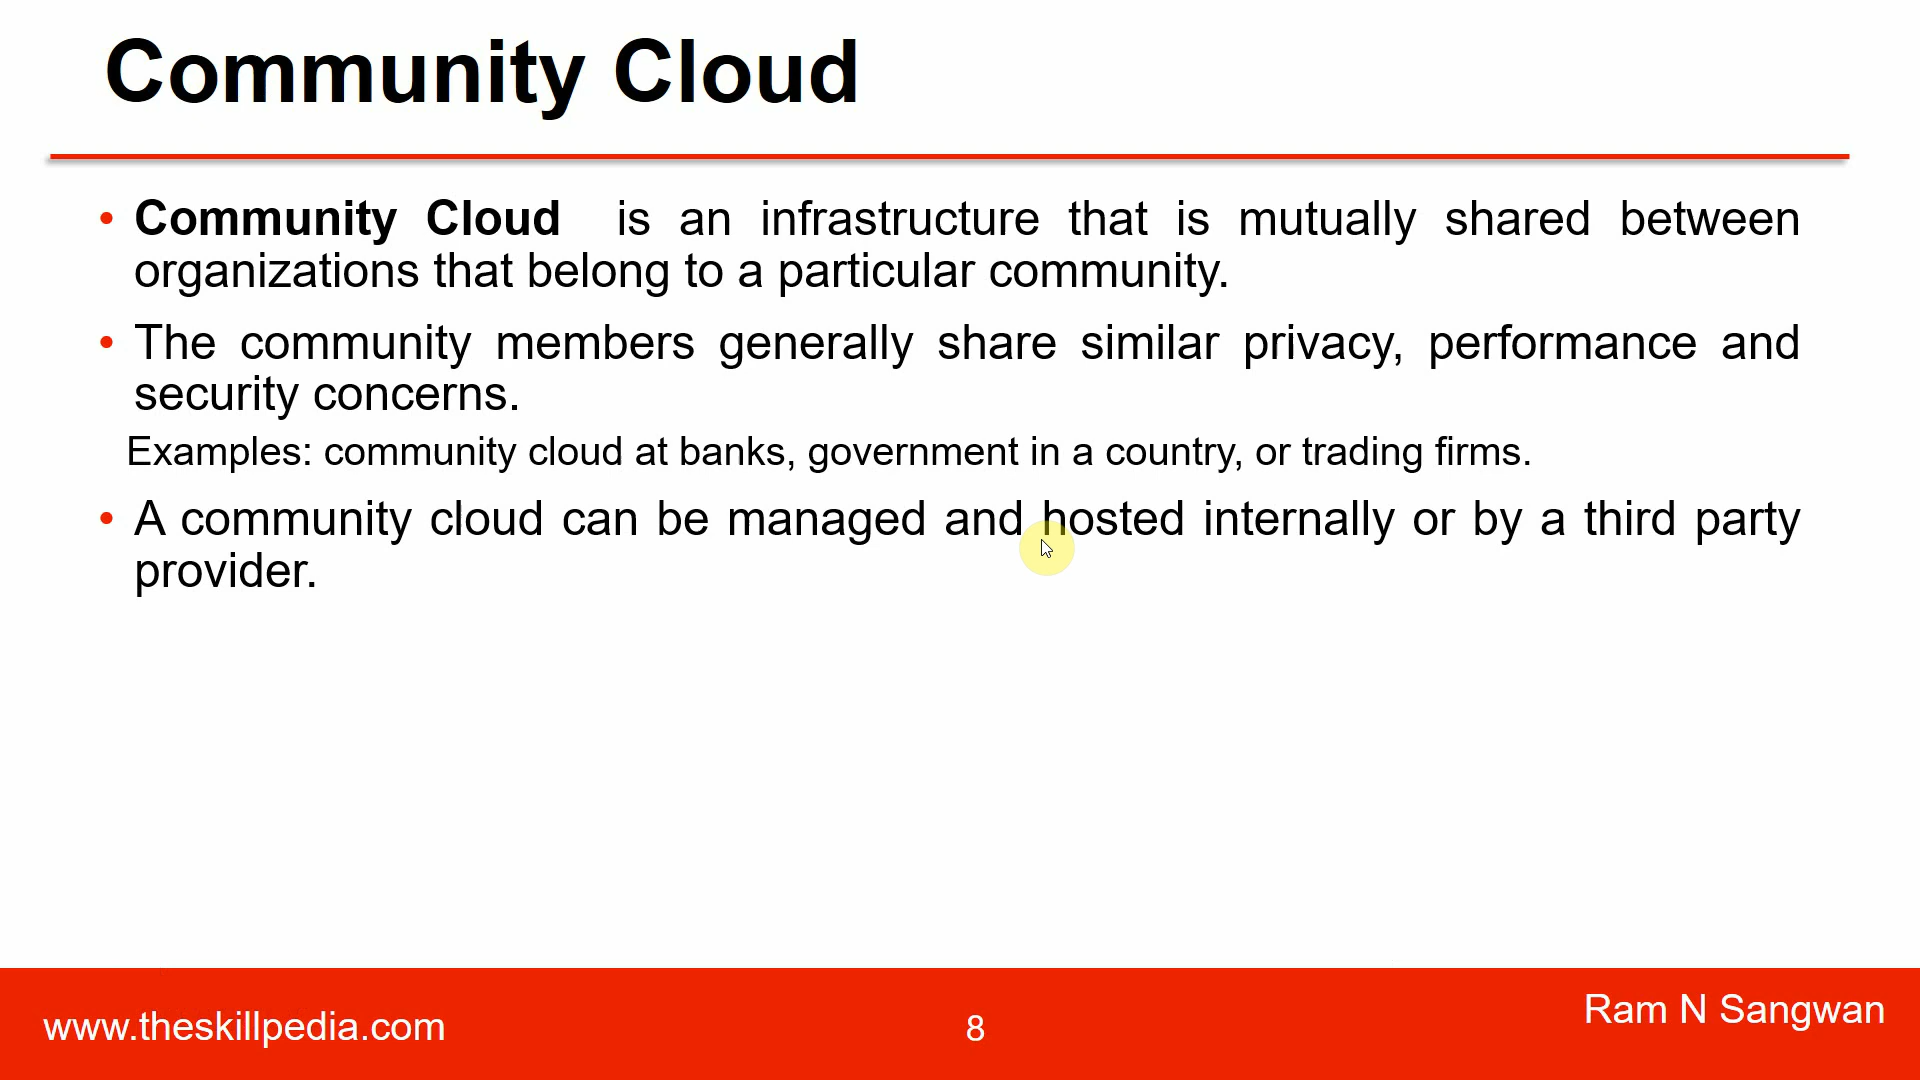 Community Cloud
• Community Cloud is an infrastructure that is mutually shared between
organizations that belong to a particular community.
• The community members generally share similar privacy, performance and
security concerns.
Examples: community cloud at banks, government in a country, or trading firms.
• A community cloud can be managed and hosted internally or by a third party
provider.
www.theskillpedia.com
8
Ram N Sangwan